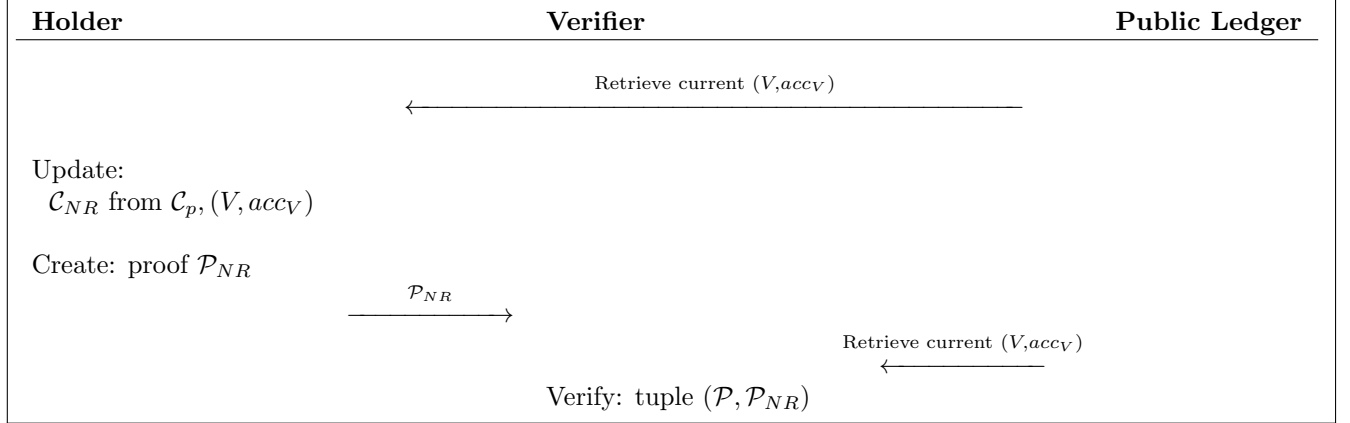 Holder Verifier Public Ledger
Retrieve current (V,acc_V)
Update:
𝒞_NR from 𝒞_p, (V, acc_V)
Create: proof 𝒫_NR
𝒫_NR
Retrieve current (V,acc_V)
Verify: tuple (𝒫, 𝒫_NR)